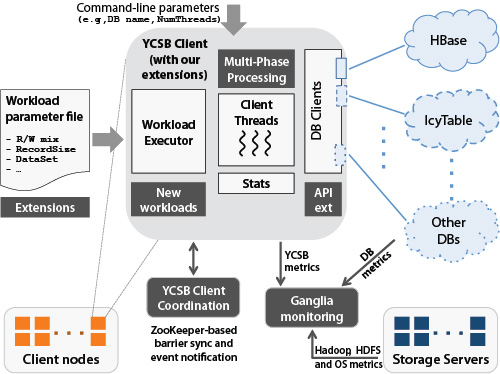 Command-line parameters
(e.g,DB name,NumThreads)
YCSB Client
(with our
extensions)
Multi-Phase
Processing
DB Clients
HBase
Workload
parameter file
- R/W mix
- RecordSize
- DataSet
- …
Extensions
Workload
Executor
Client
Threads
Stats
New
workloads
API
ext
IcyTable
Other
DBs
YCSB
metrics
DB
metrics
YCSB Client
Coordination
Ganglia
monitoring
ZooKeeper-based
barrier sync and
event notification
Hadoop, HDFS
and OS metrics
Client nodes
Storage Servers